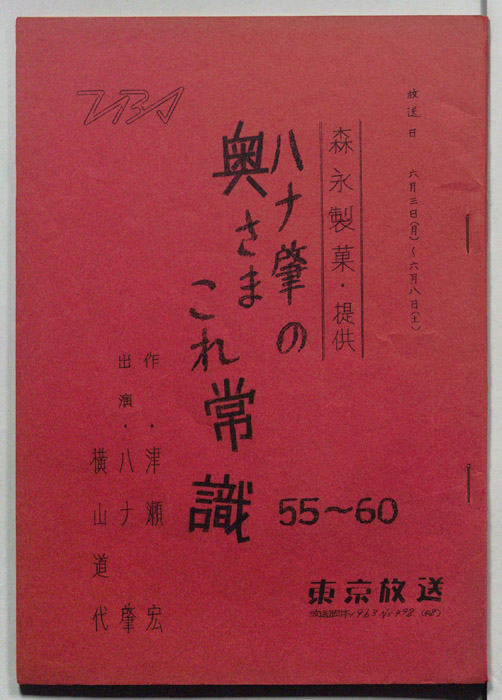 放送日　六月三日(月)～六月八日(土)
森永製菓・提供
ハナ肇の
奥さま
これ常識
55～60
作・津瀬　宏
出演・ハナ　肇
横山道代
東京放送